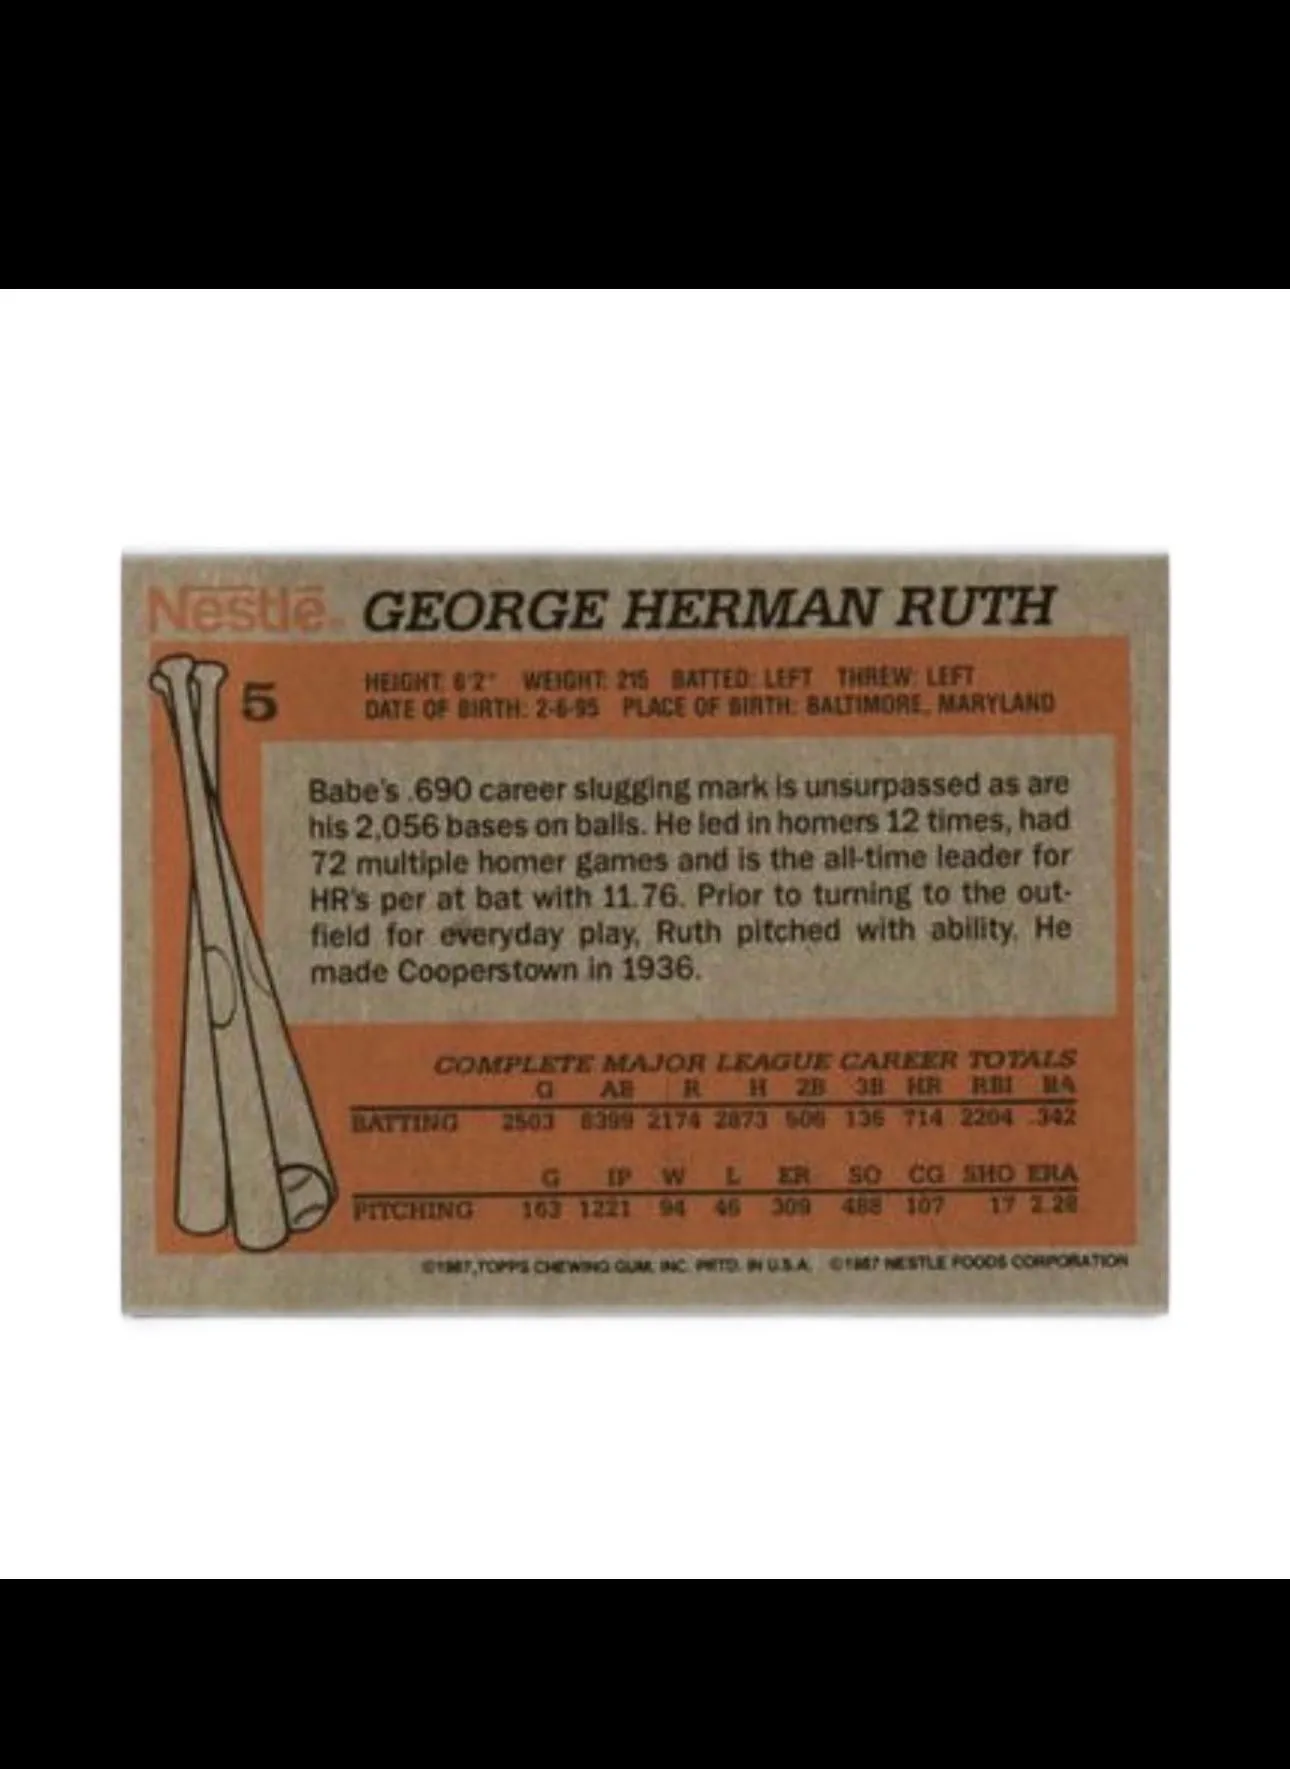 Nestlé. GEORGE HERMAN RUTH
5
HEIGHT: 6'2" WEIGHT: 215 BATTED: LEFT THREW: LEFT
DATE OF BIRTH: 2-6-95 PLACE OF BIRTH: BALTIMORE, MARYLAND
Babe's .690 career slugging mark is unsurpassed as are
his 2,056 bases on balls. He led in homers 12 times, had
72 multiple homer games and is the all-time leader for
HR's per at bat with 11.76. Prior to turning to the out-
field for everyday play, Ruth pitched with ability. He
made Cooperstown in 1936.
COMPLETE MAJOR LEAGUE CAREER TOTALS
G AB R H 2B 3B HR RBI BA
BATTING 2503 8399 2174 2873 506 136 714 2204 .342
G IP W L ER SO CG SHO ERA
PITCHING 163 1221 94 46 309 488 107 17 2.28
©1987, TOPPS CHEWING GUM, INC. PRTD. IN U.S.A. ©1987 NESTLE FOODS CORPORATION